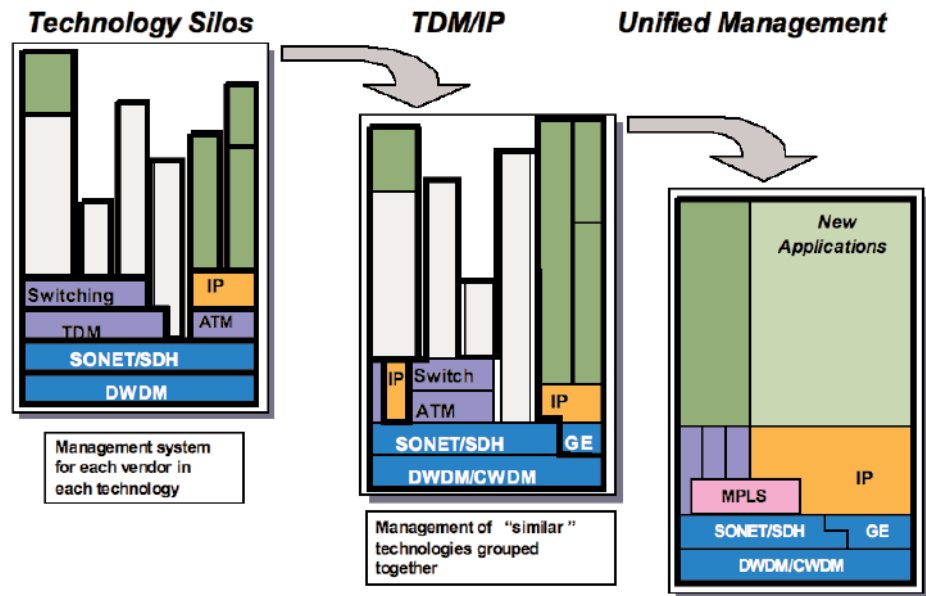 Technology Silos
TDM/IP
Unified Management
Switching
IP
TDM
ATM
SONET/SDH
DWDM
Management system
for each vendor in
each technology
IP
Switch
ATM
IP
SONET/SDH
GE
DWDM/CWDM
Management of "similar"
technologies grouped
together
New
Applications
IP
MPLS
SONET/SDH
GE
DWDM/CWDM